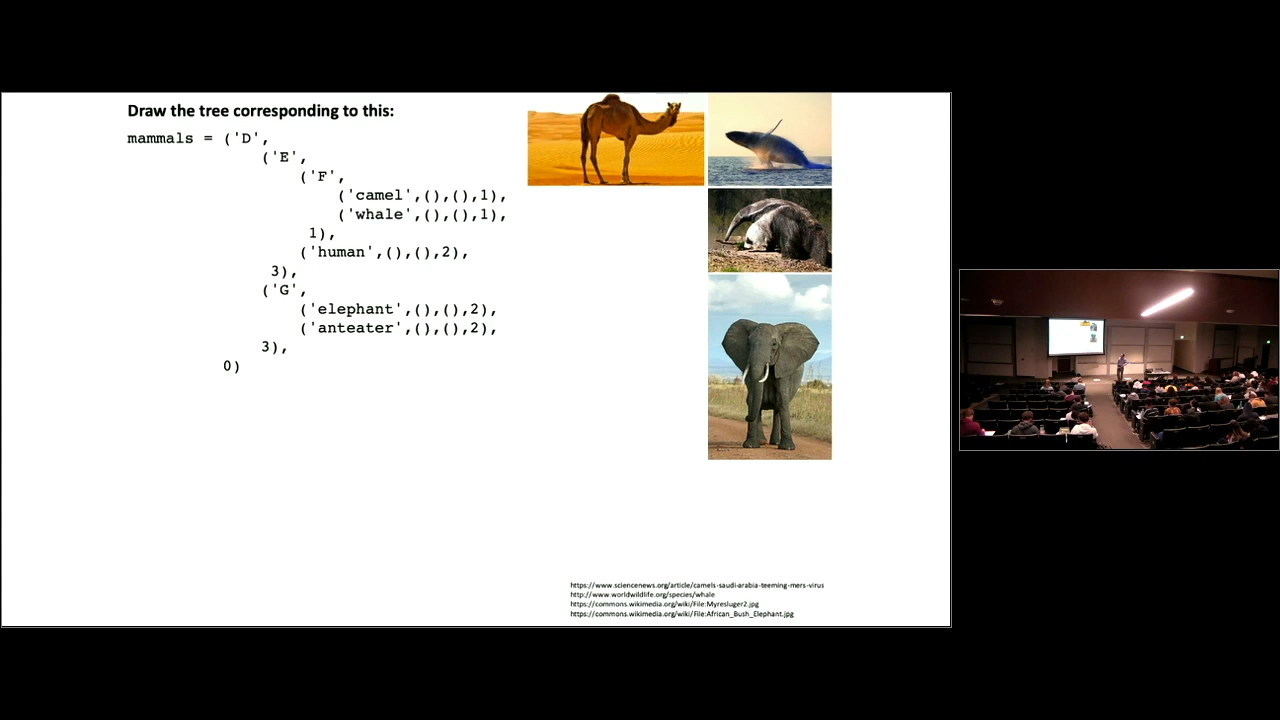 Draw the tree corresponding to this:
mammals = ('D',
('E',
('F',
('camel',(),(),1),
('whale',(),(),1),
1),
('human',(),(),2),
3),
('G',
('elephant',(),(),2),
('anteater',(),(),2),
3),
0)
https://www.sciencenews.org/article/camels-saudi-arabia-teeming-mers-virus
http://www.worldwildlife.org/species/whale
https://commons.wikimedia.org/wiki/File:Myresluger2.jpg
https://commons.wikimedia.org/wiki/File:African_Bush_Elephant.jpg